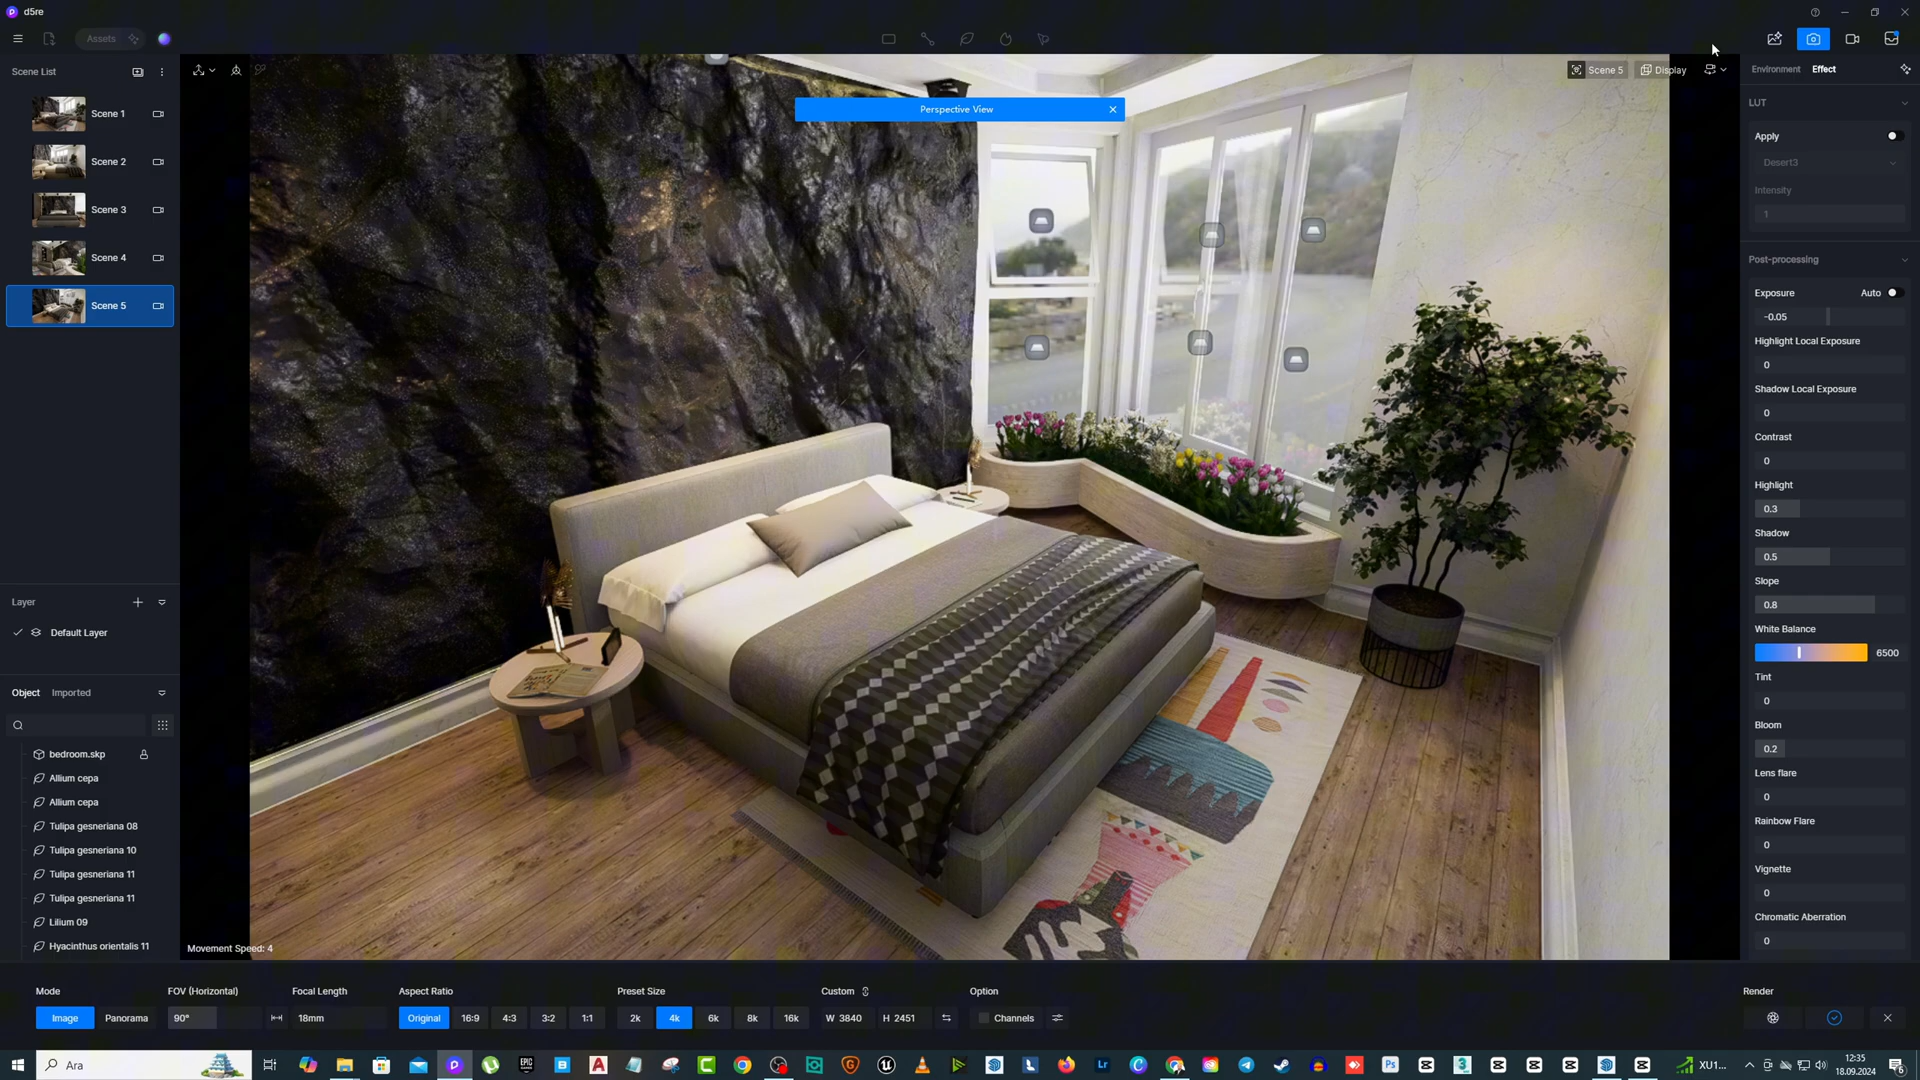 d5re
Assets
Scene List
Scene 1
Scene 2
Scene 3
Scene 4
Scene 5
Layer
Default Layer
Object
Imported
bedroom.skp
Allium cepa
Allium cepa
Tulipa gesneriana 08
Tulipa gesneriana 10
Tulipa gesneriana 11
Tulipa gesneriana 11
Lilium 09
Hyacinthus orientalis 11
Perspective View
Scene 5
Display
Movement Speed: 4
Environment
Effect
LUT
Apply
Desert3
Intensity
1
Post-processing
Exposure
Auto
-0.05
Highlight Local Exposure
0
Shadow Local Exposure
0
Contrast
0
Highlight
0.3
Shadow
0.5
Slope
0.8
White Balance
6500
Tint
0
Bloom
0.2
Lens flare
0
Rainbow Flare
0
Vignette
0
Chromatic Aberration
0
Mode
FOV (Horizontal)
Focal Length
Aspect Ratio
Preset Size
Custom
Option
Render
Image
Panorama
90°
18mm
Original
16:9
4:3
3:2
1:1
2k
4k
6k
8k
16k
W 3840
H 2451
Channels
Ara
XU1...
12:35
18.09.2024